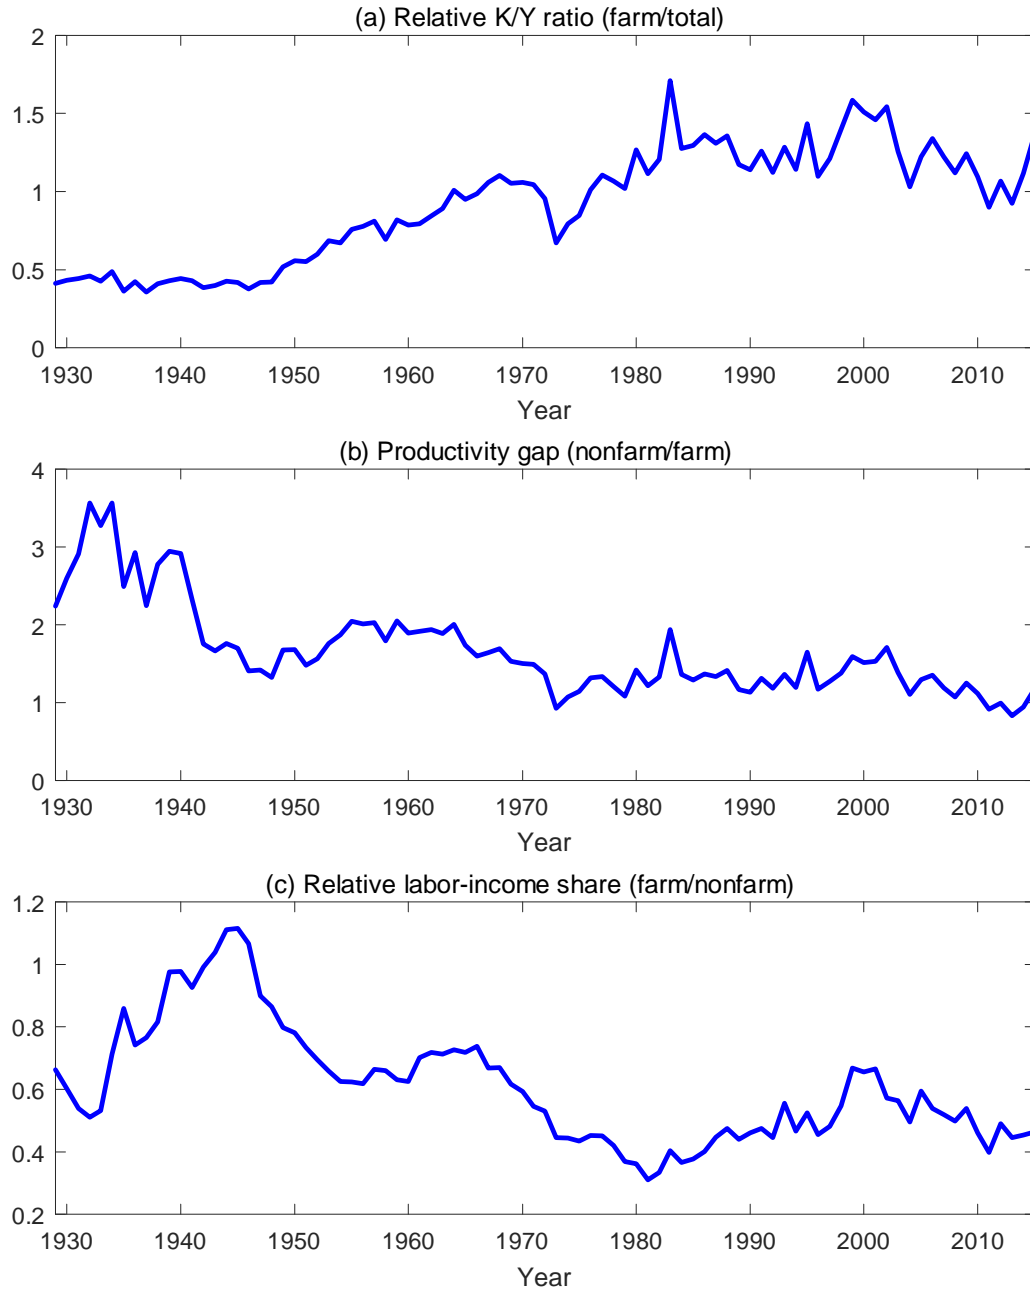 (a) Relative K/Y ratio (farm/total)
2
1.5
1
0.5
0
1930 1940 1950 1960 1970 1980 1990 2000 2010
Year
(b) Productivity gap (nonfarm/farm)
4
3
2
1
0
1930 1940 1950 1960 1970 1980 1990 2000 2010
Year
(c) Relative labor-income share (farm/nonfarm)
1.2
1
0.8
0.6
0.4
0.2
1930 1940 1950 1960 1970 1980 1990 2000 2010
Year